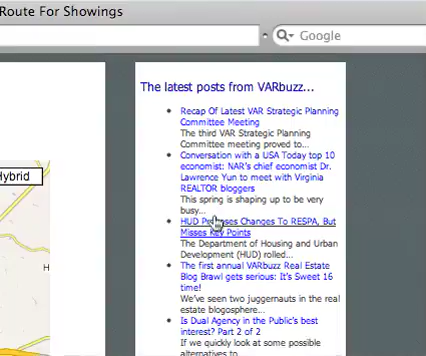 Route For Showings
Google
The latest posts from VARbuzz...
Recap Of Latest VAR Strategic Planning
Committee Meeting
The third VAR Strategic Planning
Committee meeting proved to...
Hybrid
Conversation with a USA Today top 10
economist: NAR's chief economist Dr.
Lawrence Yun to meet with Virginia
REALTOR bloggers
This spring is shaping up to be very
busy...
HUD Changes To RESPA, But
Misses Key Points
The Department of Housing and Urban
Development (HUD) rolled...
The first annual VARbuzz Real Estate
Blog Brawl gets serious: It's Sweet 16
time!
We've seen two juggernauts in the real
estate blogosphere...
Is Dual Agency in the Public's best
interest? Part 2 of 2
If we quickly look at some possible
alternatives to...